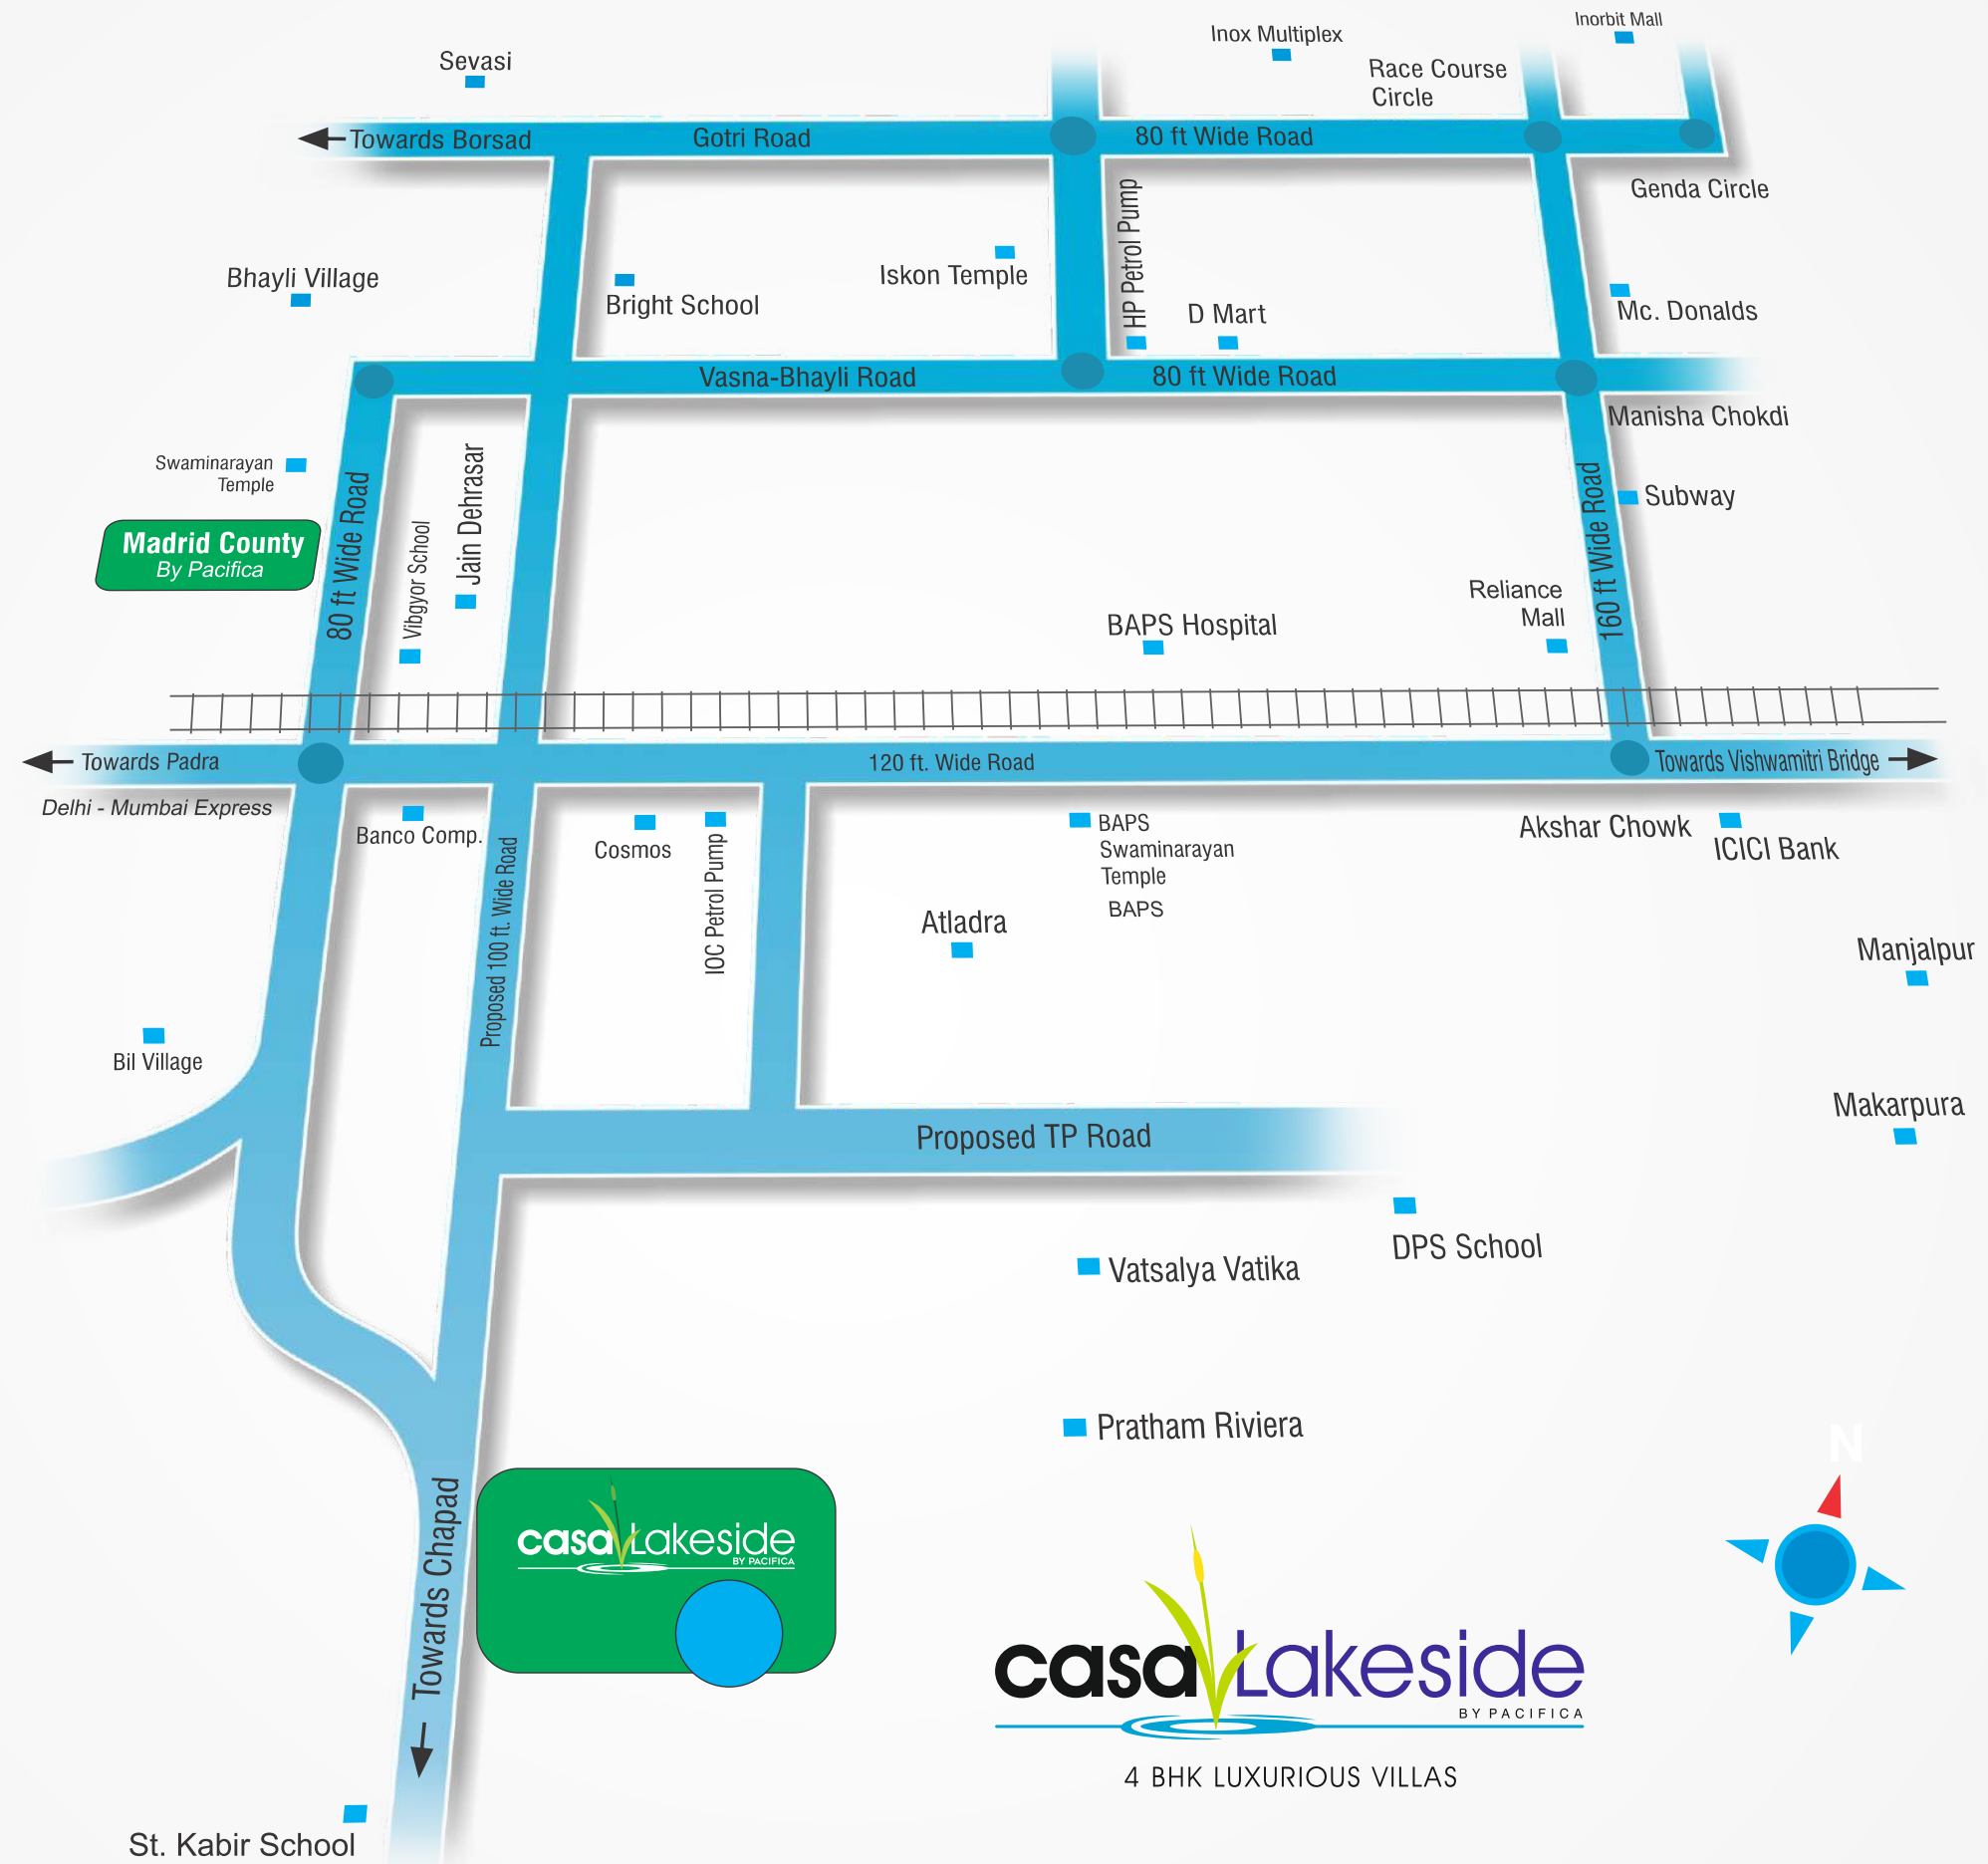 Inorbit Mall
Inox Multiplex
Sevasi
Race Course
Circle
Towards Borsad
Gotri Road
80 ft Wide Road
Genda Circle
HP Petrol Pump
Bhayli Village
Bright School
Iskon Temple
D Mart
Mc. Donalds
Vasna-Bhayli Road
80 ft Wide Road
Manisha Chokdi
Swaminarayan
Temple
80 ft Wide Road
Vibgyor School
Jain Dehrasar
160 ft Wide Road
Subway
Madrid County
By Pacifica
Reliance
Mall
BAPS Hospital
Towards Padra
120 ft. Wide Road
Towards Vishwamitri Bridge
Delhi - Mumbai Express
Banco Comp.
Proposed 100 ft. Wide Road
Cosmos
IOC Petrol Pump
BAPS
Swaminarayan
Temple
BAPS
Akshar Chowk
ICICI Bank
Atladra
Manjalpur
Bil Village
Makarpura
Proposed TP Road
DPS School
Vatsalya Vatika
Pratham Riviera
N
Towards Chapad
casa Lakeside
BY PACIFICA
casa Lakeside
BY PACIFICA
4 BHK LUXURIOUS VILLAS
St. Kabir School